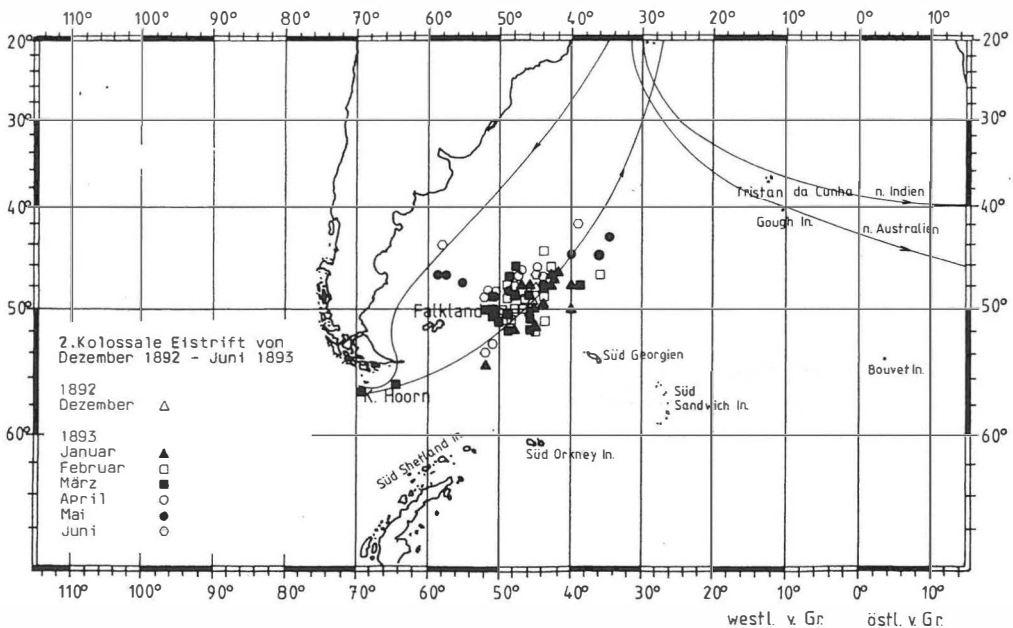 110° 100° 90° 80° 70° 60° 50° 40° 30° 20° 10° 0° 10°
20° 20°
30° 30°
Tristan da Cunha n. Indien
40° 40°
Gough In. n. Australien
50° Falkland 50°
2.Kolossale Eistrift von
Dezember 1892 - Juni 1893
Süd Georgien
Bouvet In.
1892
Dezember
K. Hoorn
Süd
Sandwich In.
1893
60° 60°
Januar
Februar
März
April
Mai
Juni
Süd Shetland In.
Süd Orkney In.
110° 100° 90° 80° 70° 60° 50° 40° 30° 20° 10° 0° 10°
westl. v. Gr. östl. v. Gr.